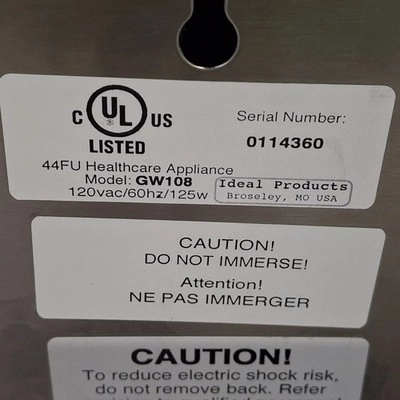 C UL US
LISTED
Serial Number:
0114360
44FU Healthcare Appliance
Model: GW108
120vac/60hz/125w
Ideal Products
Broseley, MO USA
CAUTION!
DO NOT IMMERSE!
Attention!
NE PAS IMMERGER
CAUTION!
To reduce electric shock risk,
do not remove back. Refer